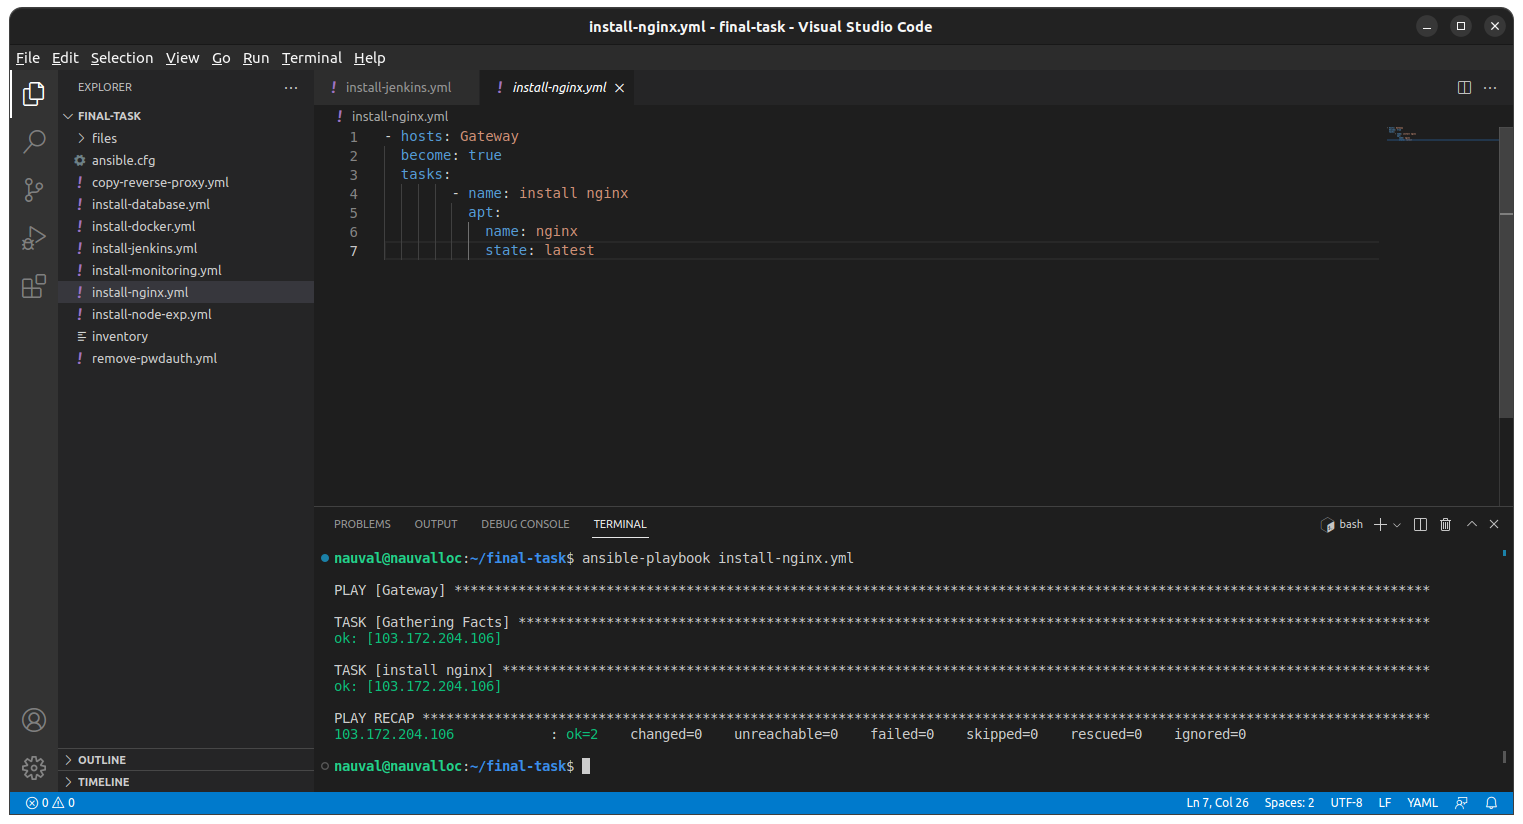 install-nginx.yml - final-task - Visual Studio Code
File Edit Selection View Go Run Terminal Help
EXPLORER
FINAL-TASK
files
ansible.cfg
copy-reverse-proxy.yml
install-database.yml
install-docker.yml
install-jenkins.yml
install-monitoring.yml
install-nginx.yml
install-node-exp.yml
inventory
remove-pwdauth.yml
OUTLINE
TIMELINE
! install-jenkins.yml ! install-nginx.yml
! install-nginx.yml
1 - hosts: Gateway
2 become: true
3 tasks:
4 - name: install nginx
5 apt:
6 name: nginx
7 state: latest
PROBLEMS OUTPUT DEBUG CONSOLE TERMINAL bash
nauval@nauvalloc:~/final-task$ ansible-playbook install-nginx.yml
PLAY [Gateway] **************************************************************************************************************************
TASK [Gathering Facts] ******************************************************************************************************************
ok: [103.172.204.106]
TASK [install nginx] ********************************************************************************************************************
ok: [103.172.204.106]
PLAY RECAP ******************************************************************************************************************************
103.172.204.106 : ok=2 changed=0 unreachable=0 failed=0 skipped=0 rescued=0 ignored=0
nauval@nauvalloc:~/final-task$
0 0 Ln 7, Col 26 Spaces: 2 UTF-8 LF YAML